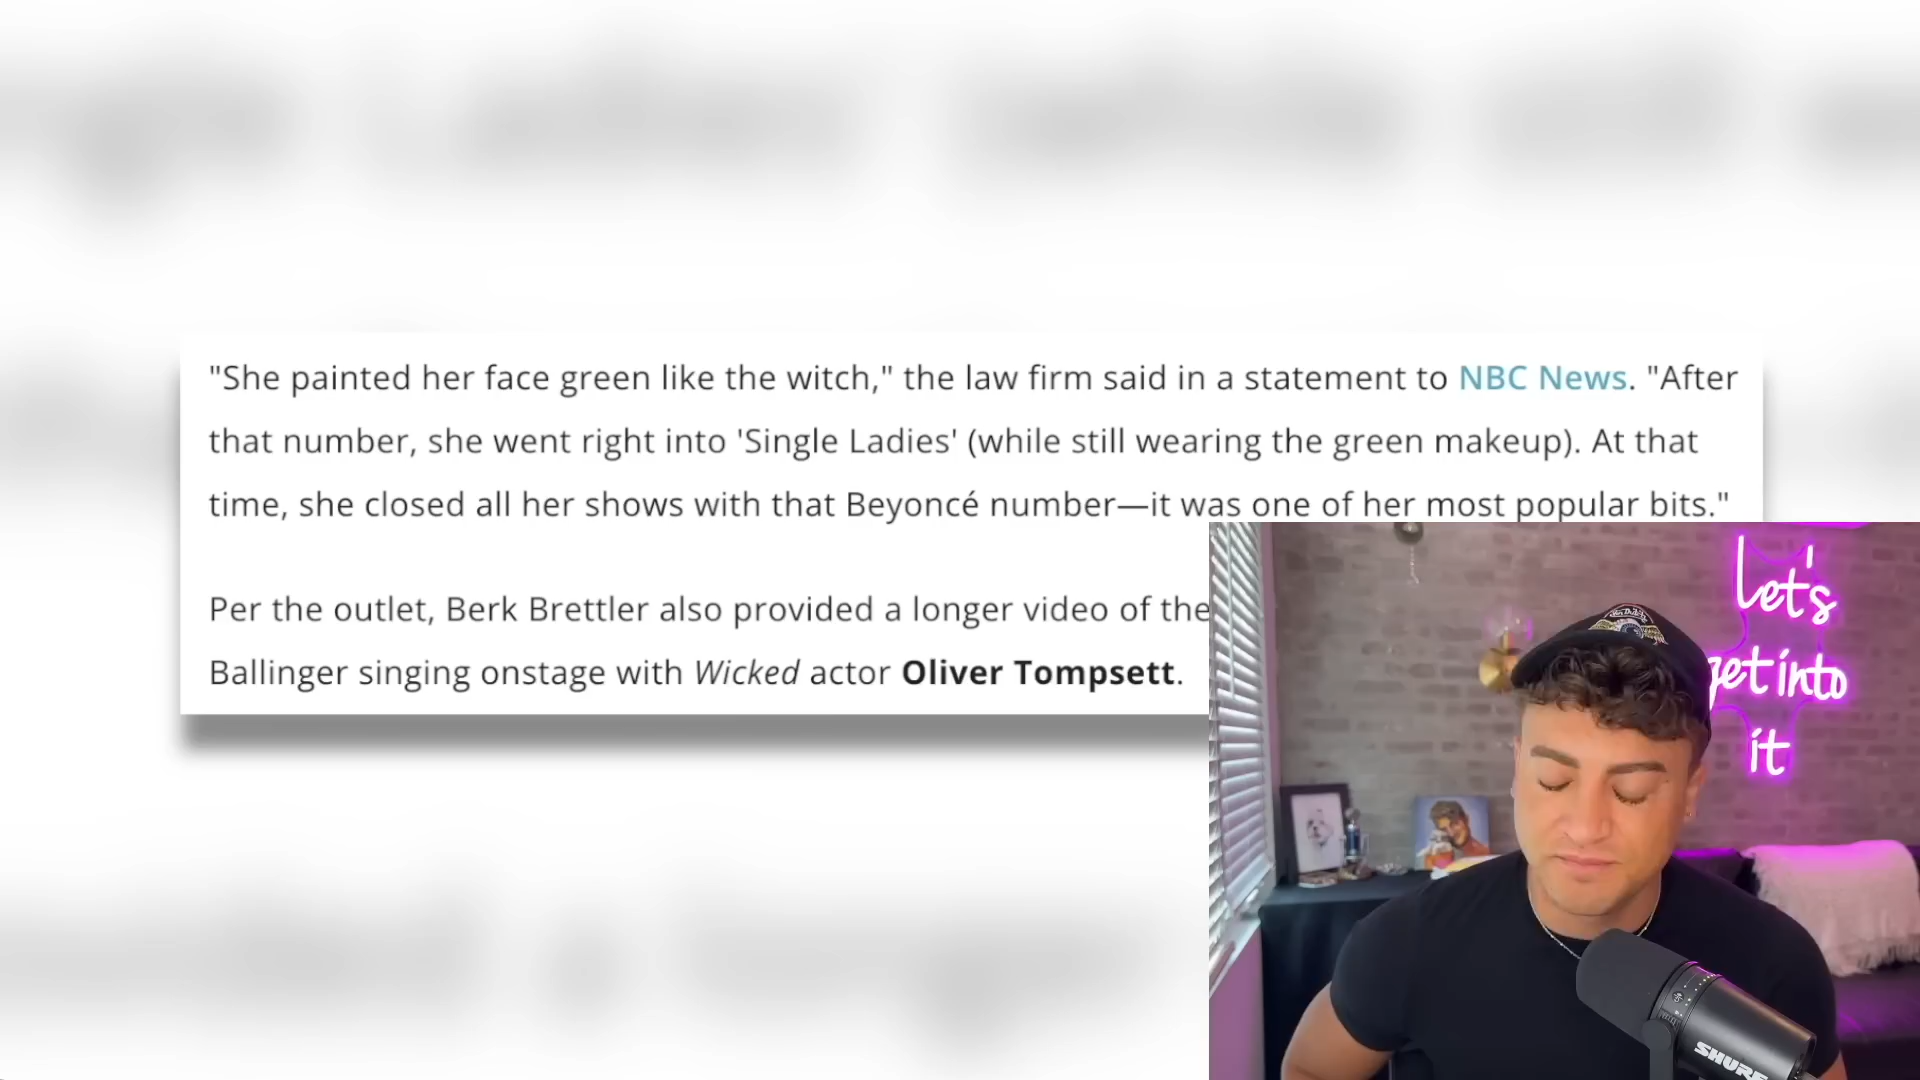 "She painted her face green like the witch," the law firm said in a statement to NBC News. "After
that number, she went right into 'Single Ladies' (while still wearing the green makeup). At that
time, she closed all her shows with that Beyoncé number—it was one of her most popular bits."
Per the outlet, Berk Brettler also provided a longer video of the
Ballinger singing onstage with Wicked actor Oliver Tompsett.
Let's
get into
it
SHURE